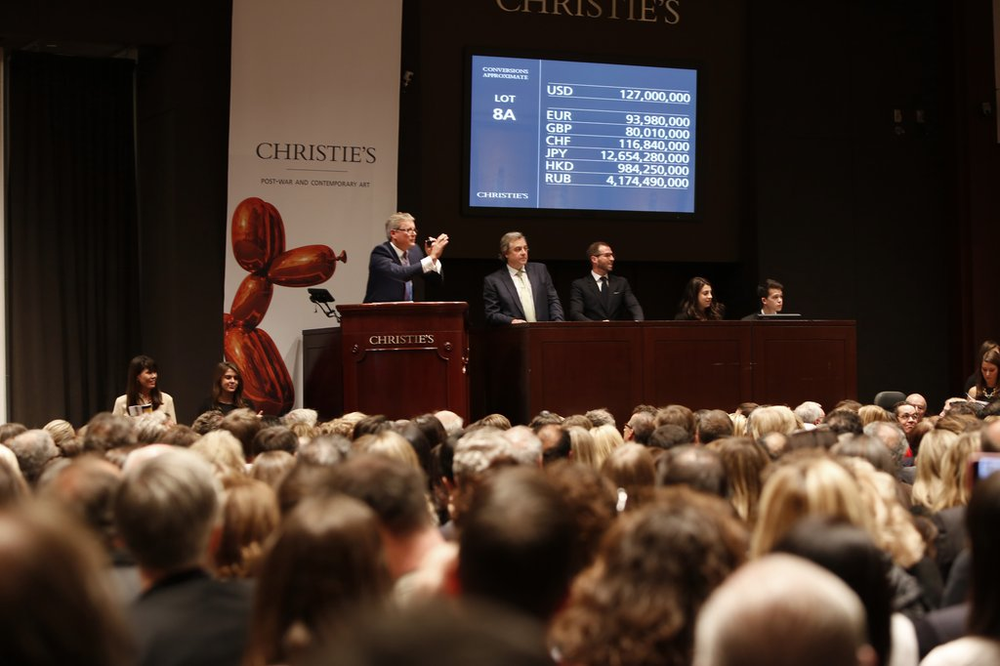 CHRISTIE'S
CONVERSIONS
APPROXIMATE
LOT
8A
USD 127,000,000
EUR 93,980,000
GBP 80,010,000
CHF 116,840,000
JPY 12,654,280,000
HKD 984,250,000
RUB 4,174,490,000
CHRISTIE'S
CHRISTIE'S
POST-WAR AND CONTEMPORARY ART
CHRISTIE'S